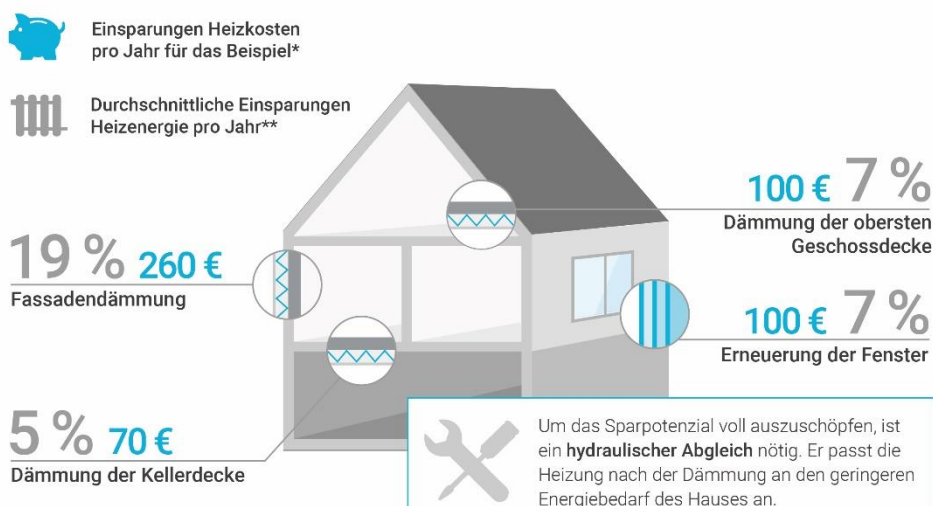 Einsparungen Heizkosten
pro Jahr für das Beispiel*
Durchschnittliche Einsparungen
Heizenergie pro Jahr**
100 € 7 %
Dämmung der obersten
Geschossdecke
19 % 260 €
Fassadendämmung
100 € 7 %
Erneuerung der Fenster
5 % 70 €
Dämmung der Kellerdecke
Um das Sparpotenzial voll auszuschöpfen, ist
ein hydraulischer Abgleich nötig. Er passt die
Heizung nach der Dämmung an den geringeren
Energiebedarf des Hauses an.